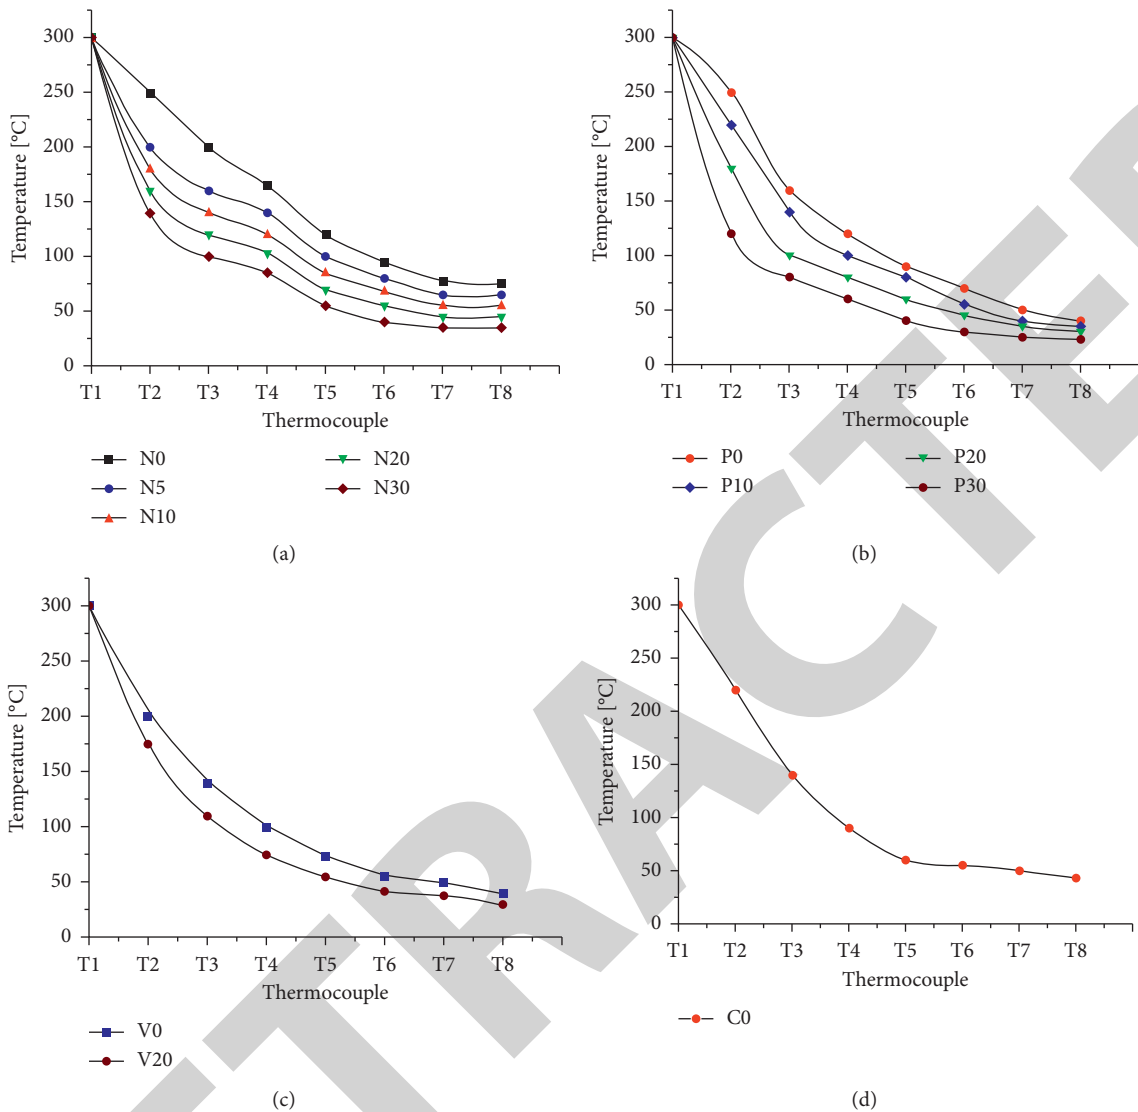 300
250
200
150
100
50
0
Temperature [°C]
T1 T2 T3 T4 T5 T6 T7 T8
Thermocouple
N0
N5
N10
N20
N30
(a)
300
250
200
150
100
50
0
Temperature [°C]
T1 T2 T3 T4 T5 T6 T7 T8
Thermocouple
P0
P10
P20
P30
(b)
300
250
200
150
100
50
0
Temperature [°C]
T1 T2 T3 T4 T5 T6 T7 T8
Thermocouple
V0
V20
(c)
300
250
200
150
100
50
0
Temperature [°C]
T1 T2 T3 T4 T5 T6 T7 T8
Thermocouple
C0
(d)
TRACTE